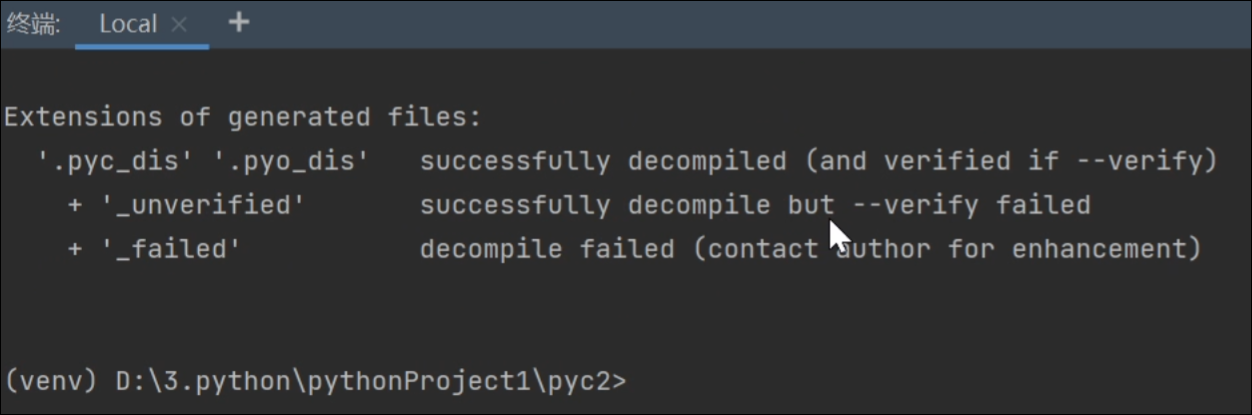 终端: Local × +
Extensions of generated files:
'.pyc_dis' '.pyo_dis' successfully decompiled (and verified if --verify)
+ '_unverified' successfully decompile but --verify failed
+ '_failed' decompile failed (contact author for enhancement)
(venv) D:\3.python\pythonProject1\pyc2>